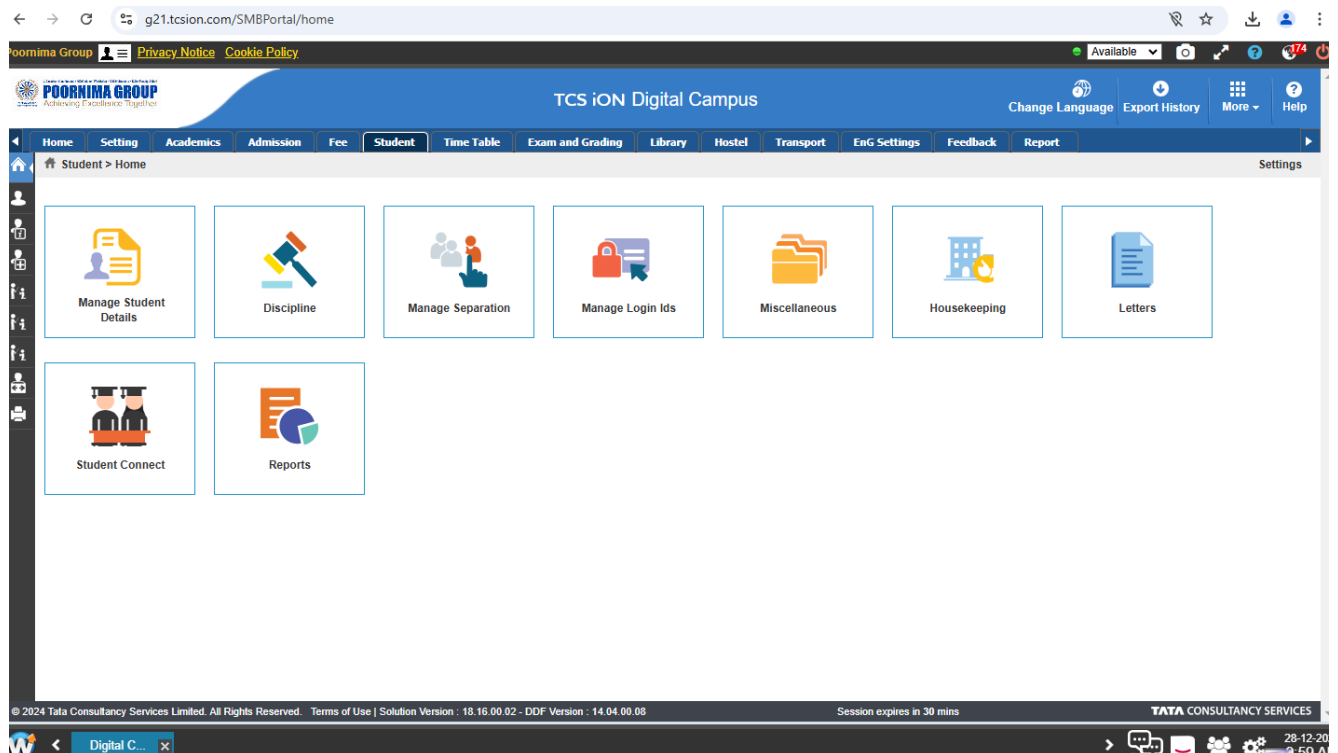 g21.tcsion.com/SMBPortal/home
Poornima Group Privacy Notice Cookie Policy Available 174
POORNIMA GROUP
Achieving Excellence Together
TCS iON Digital Campus
Change Language Export History More Help
Home Setting Academics Admission Fee Student Time Table Exam and Grading Library Hostel Transport EnG Settings Feedback Report
Student > Home Settings
Manage Student
Details
Discipline
Manage Separation
Manage Login Ids
Miscellaneous
Housekeeping
Letters
Student Connect
Reports
© 2024 Tata Consultancy Services Limited. All Rights Reserved. Terms of Use | Solution Version : 18.16.00.02 - DDF Version : 14.04.00.08 Session expires in 30 mins TATA CONSULTANCY SERVICES
Digital C... 28-12-20